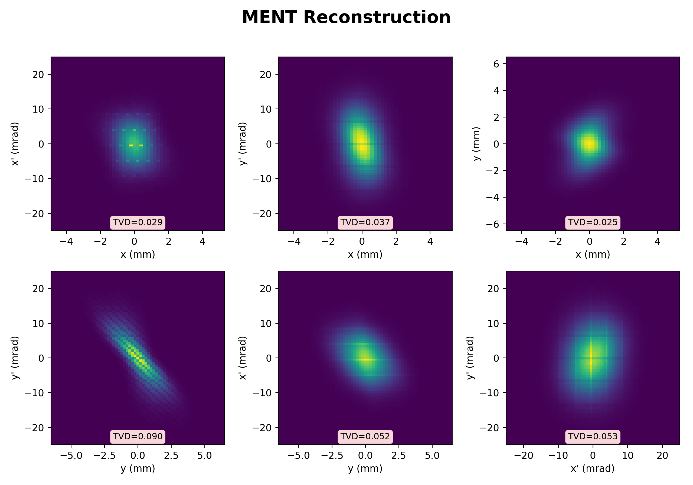 MENT Reconstruction
20
10
0
−10
−20
x' (mrad)
TVD=0.029
−4 −2 0 2 4
x (mm)
20
10
0
−10
−20
y' (mrad)
TVD=0.037
−4 −2 0 2 4
x (mm)
6
4
2
0
−2
−4
−6
y (mm)
TVD=0.025
−4 −2 0 2 4
x (mm)
20
10
0
−10
−20
y' (mrad)
TVD=0.090
−5.0 −2.5 0.0 2.5 5.0
y (mm)
20
10
0
−10
−20
x' (mrad)
TVD=0.052
−5.0 −2.5 0.0 2.5 5.0
y (mm)
20
10
0
−10
−20
y' (mrad)
TVD=0.053
−20 −10 0 10 20
x' (mrad)